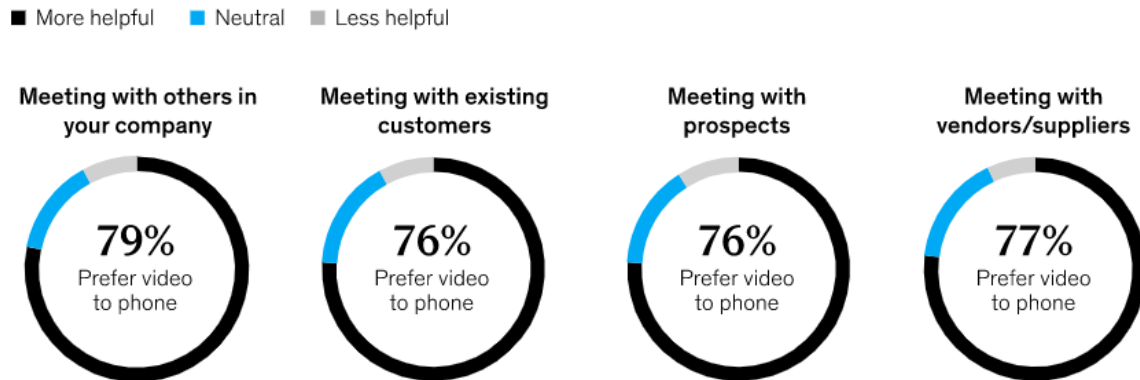 More helpful
Neutral
Less helpful
Meeting with others in
your company
79%
Prefer video
to phone
Meeting with existing
customers
76%
Prefer video
to phone
Meeting with
prospects
76%
Prefer video
to phone
Meeting with
vendors/suppliers
77%
Prefer video
to phone